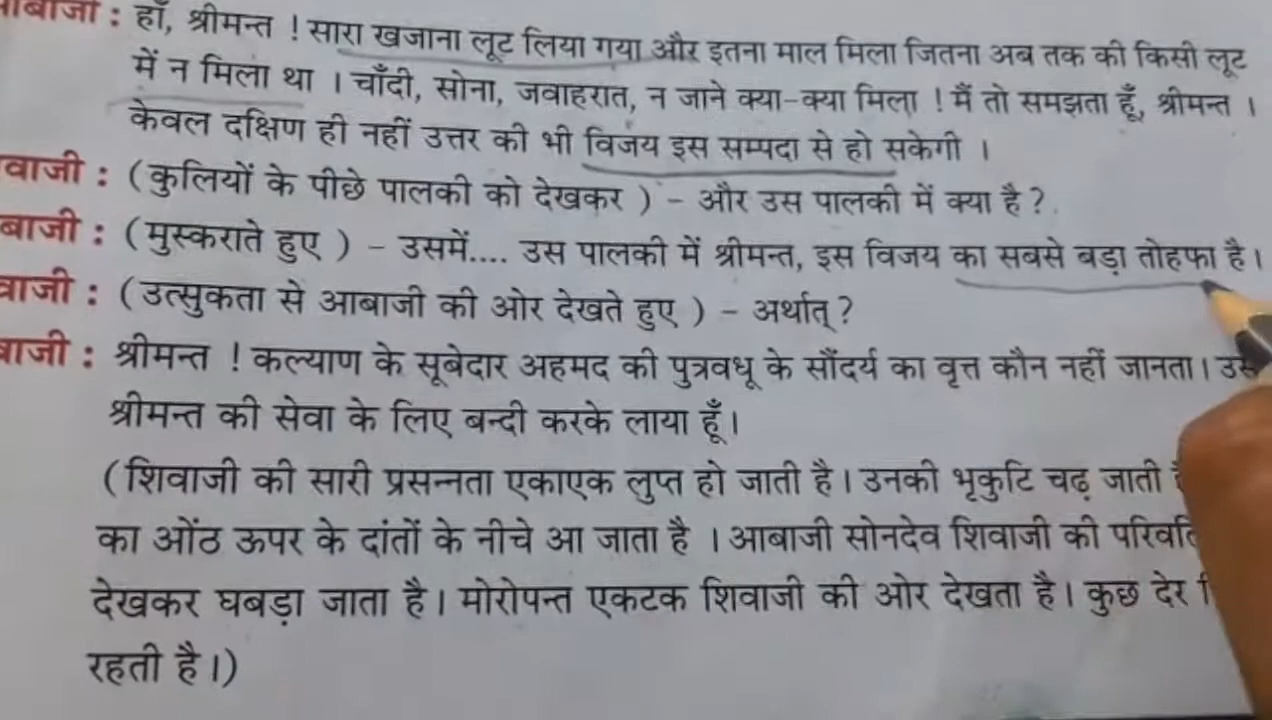 आबाजी : हाँ, श्रीमन्त ! सारा खजाना लूट लिया गया और इतना माल मिला जितना अब तक की किसी लूट
में न मिला था । चाँदी, सोना, जवाहरात, न जाने क्या-क्या मिला ! मैं तो समझता हूँ, श्रीमन्त ।
केवल दक्षिण ही नहीं उत्तर की भी विजय इस सम्पदा से हो सकेगी ।
वाजी : (कुलियों के पीछे पालकी को देखकर ) - और उस पालकी में क्या है ?
बाजी : (मुस्कराते हुए ) - उसमें.... उस पालकी में श्रीमन्त, इस विजय का सबसे बड़ा तोहफा है ।
वाजी : (उत्सुकता से आबाजी की ओर देखते हुए ) - अर्थात् ?
बाजी : श्रीमन्त ! कल्याण के सूबेदार अहमद की पुत्रवधू के सौंदर्य का वृत्त कौन नहीं जानता ।
श्रीमन्त की सेवा के लिए बन्दी करके लाया हूँ ।
(शिवाजी की सारी प्रसन्नता एकाएक लुप्त हो जाती है । उनकी भृकुटि चढ़ जाती
का ओंठ ऊपर के दांतों के नीचे आ जाता है । आबाजी सोनदेव शिवाजी की
देखकर घबड़ा जाता है । मोरोपन्त एकटक शिवाजी की ओर देखता है । कुछ देर
रहती है ।)